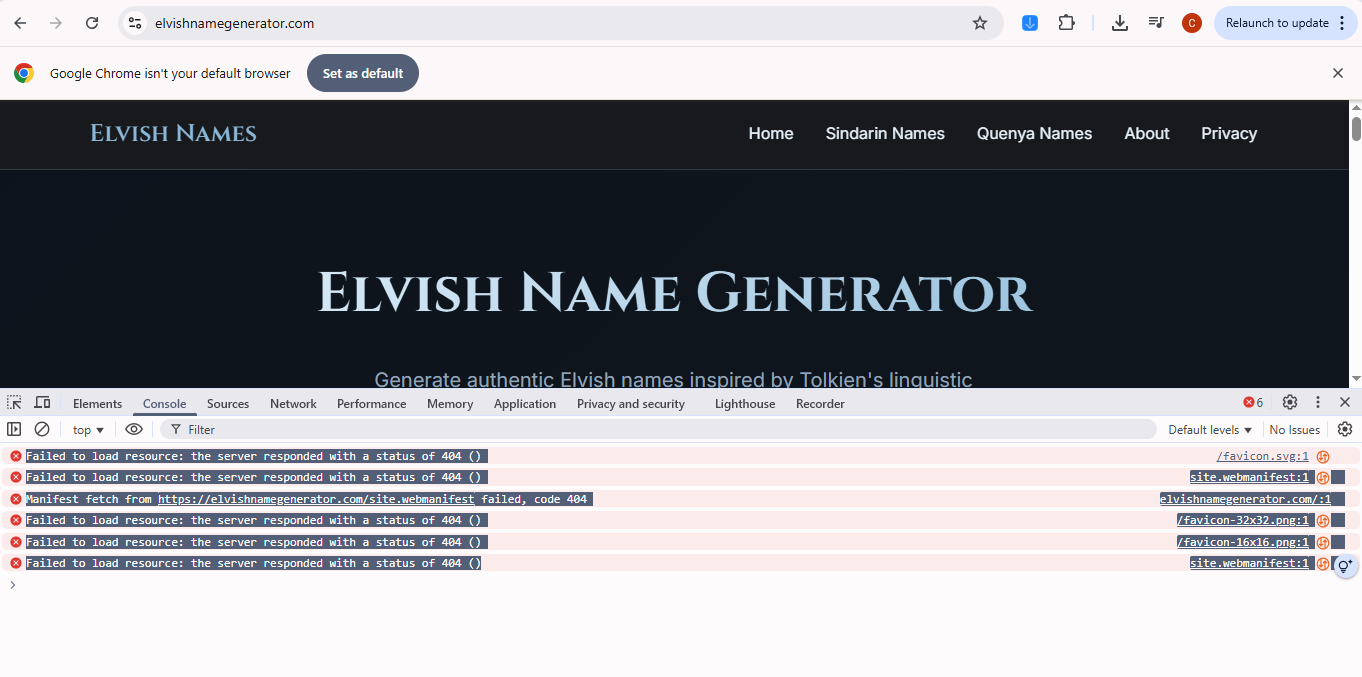 elvishnamegenerator.com
C
Relaunch to update
Google Chrome isn't your default browser
Set as default
Elvish Names
Home
Sindarin Names
Quenya Names
About
Privacy
Elvish Name Generator
Generate authentic Elvish names inspired by Tolkien's linguistic
Elements
Console
Sources
Network
Performance
Memory
Application
Privacy and security
Lighthouse
Recorder
6
top
Filter
Default levels
No Issues
Failed to load resource: the server responded with a status of 404 () /favicon.svg:1
Failed to load resource: the server responded with a status of 404 () site.webmanifest:1
Manifest fetch from https://elvishnamegenerator.com/site.webmanifest failed, code 404 elvishnamegenerator.com/:1
Failed to load resource: the server responded with a status of 404 () /favicon-32x32.png:1
Failed to load resource: the server responded with a status of 404 () /favicon-16x16.png:1
Failed to load resource: the server responded with a status of 404 () site.webmanifest:1